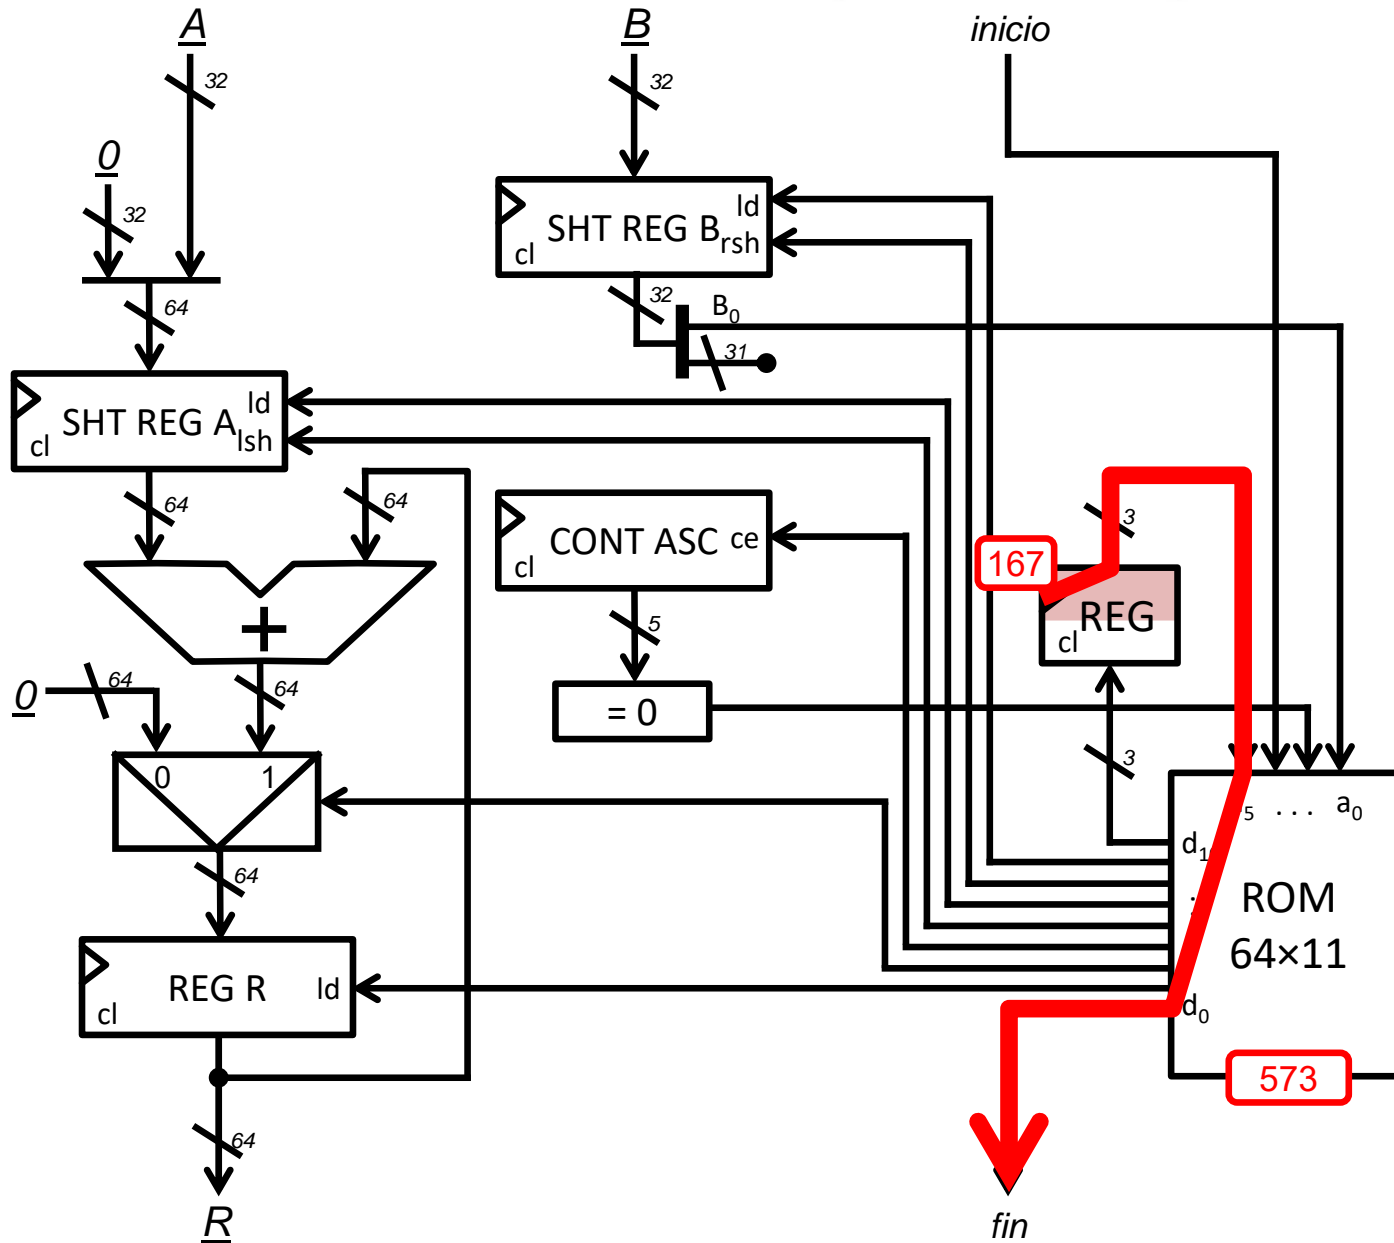 A
B
inicio
32
32
0
32
ld
SHT REG B
rsh
cl
64
32
B0
31
ld
SHT REG A
lsh
cl
64
64
3
CONT ASC
ce
cl
167
REG
cl
5
+
64
64
0
= 0
3
0
1
5 . . . a0
d1
ROM
64×11
64
REG R
ld
cl
d0
573
64
R
fin